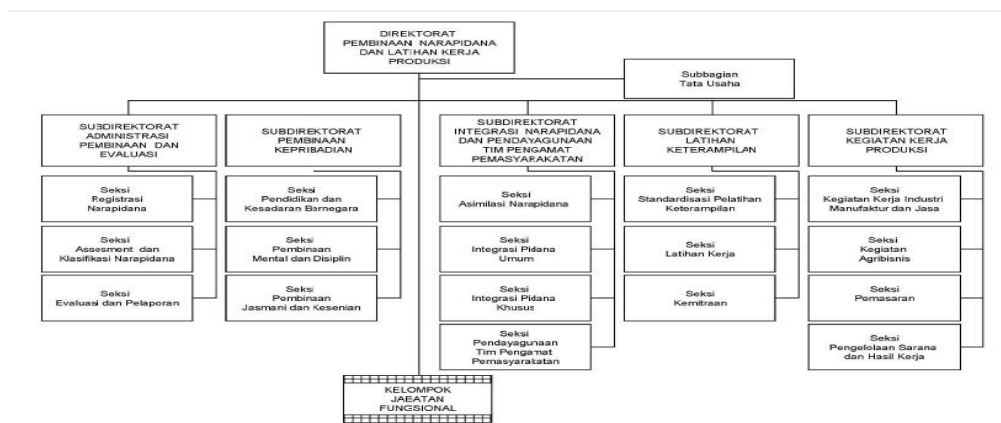 DIREKTORAT
PEMBINAAN NARAPIDANA
DAN LATIHAN KERJA
PRODUKSI
Subbagian
Tata Usaha
SUBDIREKTORAT
ADMINISTRASI
PEMBINAAN DAN
EVALUASI
SUBDIREKTORAT
PEMBINAAN
KEPRIBADIAN
SUBDIREKTORAT
INTEGRASI NARAPIDANA
DAN PENDAYAGUNAAN
TIM PENGAMAT
PEMASYARAKATAN
SUBDIREKTORAT
LATIHAN
KETERAMPILAN
SUBDIREKTORAT
KEGIATAN KERJA
PRODUKSI
Seksi
Registrasi
Narapidana
Seksi
Pendidikan dan
Kesadaran Bernegara
Seksi
Asimilasi Narapidana
Seksi
Standardisasi Pelatihan
Keterampilan
Seksi
Kegiatan Kerja Industri
Manufaktur dan Jasa
Seksi
Assesment dan
Klasifikasi Narapidana
Seksi
Pembinaan
Mental dan Disiplin
Seksi
Integrasi Pidana
Umum
Seksi
Latihan Kerja
Seksi
Kegiatan
Agribisnis
Seksi
Evaluasi dan Pelaporan
Seksi
Pembinaan
Jasmani dan Kesenian
Seksi
Integrasi Pidana
Khusus
Seksi
Kemitraan
Seksi
Pemasaran
Seksi
Pendayagunaan
Tim Pengamat
Pemasyarakatan
Seksi
Pengelolaan Sarana
dan Hasil Kerja
KELOMPOK
JABATAN
FUNGSIONAL